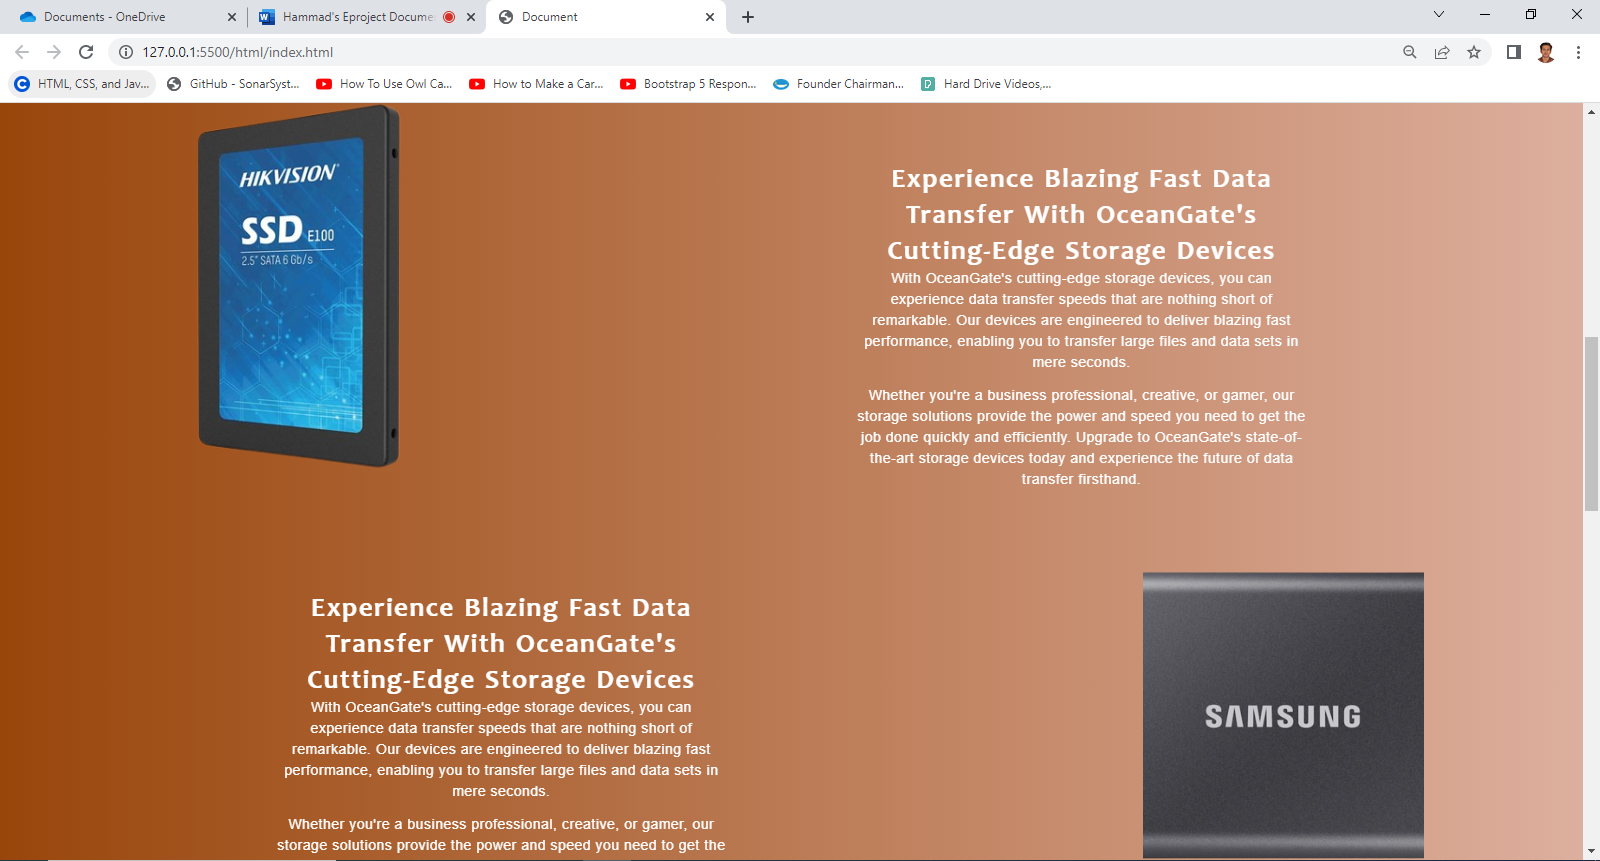 Documents - OneDrive
Hammad's Eproject Docume
Document
127.0.0.1:5500/html/index.html
HTML, CSS, and Jav...
GitHub - SonarSyst...
How To Use Owl Ca...
How to Make a Car...
Bootstrap 5 Respon...
Founder Chairman...
Hard Drive Videos,...
HIKVISION
SSD E100
2.5" SATA 6 Gb/s
Experience Blazing Fast Data
Transfer With OceanGate's
Cutting-Edge Storage Devices
With OceanGate's cutting-edge storage devices, you can
experience data transfer speeds that are nothing short of
remarkable. Our devices are engineered to deliver blazing fast
performance, enabling you to transfer large files and data sets in
mere seconds.
Whether you're a business professional, creative, or gamer, our
storage solutions provide the power and speed you need to get the
job done quickly and efficiently. Upgrade to OceanGate's state-of-
the-art storage devices today and experience the future of data
transfer firsthand.
Experience Blazing Fast Data
Transfer With OceanGate's
Cutting-Edge Storage Devices
With OceanGate's cutting-edge storage devices, you can
experience data transfer speeds that are nothing short of
remarkable. Our devices are engineered to deliver blazing fast
performance, enabling you to transfer large files and data sets in
mere seconds.
Whether you're a business professional, creative, or gamer, our
storage solutions provide the power and speed you need to get the
SAMSUNG